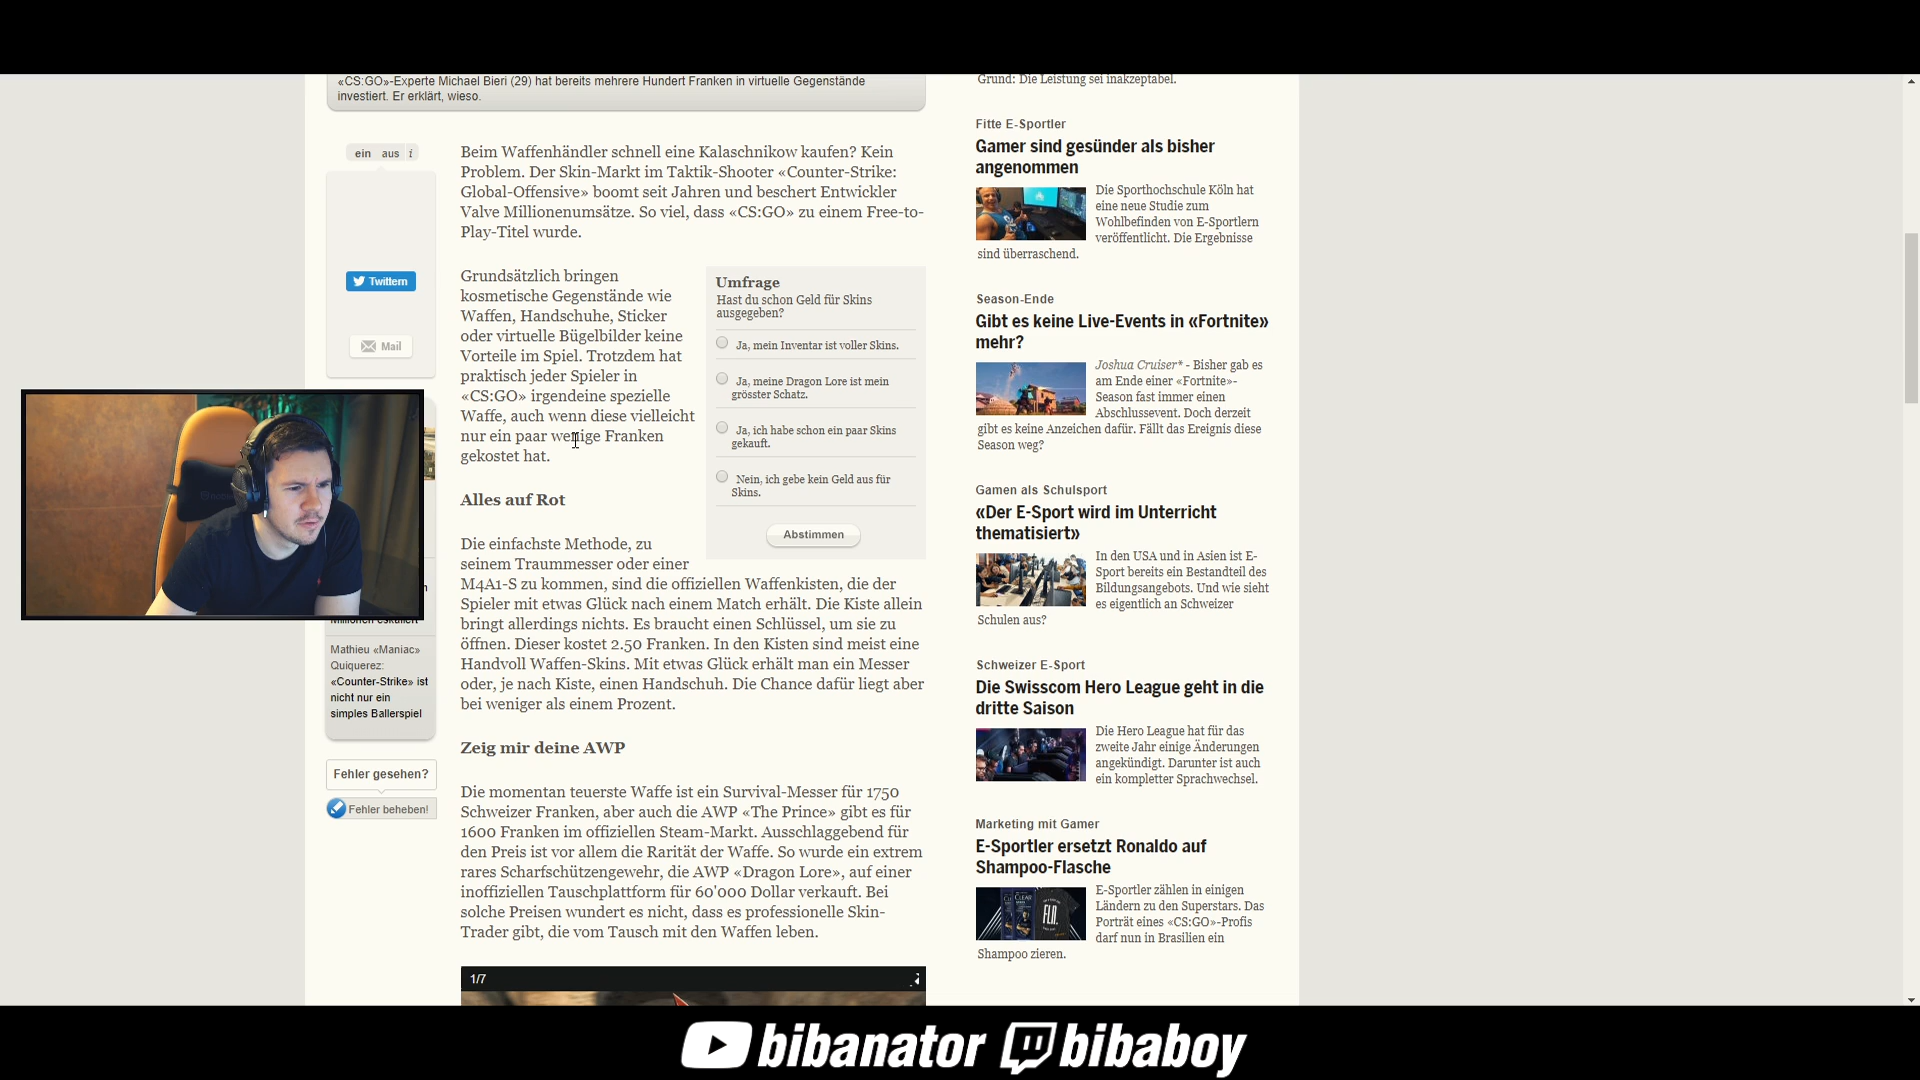 «CS:GO»-Experte Michael Bieri (29) hat bereits mehrere Hundert Franken in virtuelle Gegenstände
investiert. Er erklärt, wieso.
ein aus i
Twittern
Mail
Millionen eskaliert
Mathieu «Maniac»
Quiquerez:
«Counter-Strike» ist
nicht nur ein
simples Ballerspiel
Fehler gesehen?
Fehler beheben!
Beim Waffenhändler schnell eine Kalaschnikow kaufen? Kein
Problem. Der Skin-Markt im Taktik-Shooter «Counter-Strike:
Global-Offensive» boomt seit Jahren und beschert Entwickler
Valve Millionenumsätze. So viel, dass «CS:GO» zu einem Free-to-
Play-Titel wurde.
Grundsätzlich bringen
kosmetische Gegenstände wie
Waffen, Handschuhe, Sticker
oder virtuelle Bügelbilder keine
Vorteile im Spiel. Trotzdem hat
praktisch jeder Spieler in
«CS:GO» irgendeine spezielle
Waffe, auch wenn diese vielleicht
nur ein paar wenige Franken
gekostet hat.
Umfrage
Hast du schon Geld für Skins
ausgegeben?
Ja, mein Inventar ist voller Skins.
Ja, meine Dragon Lore ist mein
grösster Schatz.
Ja, ich habe schon ein paar Skins
gekauft.
Nein, ich gebe kein Geld aus für
Skins.
Abstimmen
Alles auf Rot
Die einfachste Methode, zu
seinem Traummesser oder einer
M4A1-S zu kommen, sind die offiziellen Waffenkisten, die der
Spieler mit etwas Glück nach einem Match erhält. Die Kiste allein
bringt allerdings nichts. Es braucht einen Schlüssel, um sie zu
öffnen. Dieser kostet 2.50 Franken. In den Kisten sind meist eine
Handvoll Waffen-Skins. Mit etwas Glück erhält man ein Messer
oder, je nach Kiste, einen Handschuh. Die Chance dafür liegt aber
bei weniger als einem Prozent.
Zeig mir deine AWP
Die momentan teuerste Waffe ist ein Survival-Messer für 1750
Schweizer Franken, aber auch die AWP «The Prince» gibt es für
1600 Franken im offiziellen Steam-Markt. Ausschlaggebend für
den Preis ist vor allem die Rarität der Waffe. So wurde ein extrem
rares Scharfschützengewehr, die AWP «Dragon Lore», auf einer
inoffiziellen Tauschplattform für 60'000 Dollar verkauft. Bei
solche Preisen wundert es nicht, dass es professionelle Skin-
Trader gibt, die vom Tausch mit den Waffen leben.
1/7
Grund: Die Leistung sei inakzeptabel.
Fitte E-Sportler
Gamer sind gesünder als bisher
angenommen
Die Sporthochschule Köln hat
eine neue Studie zum
Wohlbefinden von E-Sportlern
veröffentlicht. Die Ergebnisse
sind überraschend.
Season-Ende
Gibt es keine Live-Events in «Fortnite»
mehr?
Joshua Cruiser* - Bisher gab es
am Ende einer «Fortnite»-
Season fast immer einen
Abschlussevent. Doch derzeit
gibt es keine Anzeichen dafür. Fällt das Ereignis diese
Season weg?
Gamen als Schulsport
«Der E-Sport wird im Unterricht
thematisiert»
In den USA und in Asien ist E-
Sport bereits ein Bestandteil des
Bildungsangebots. Und wie sieht
es eigentlich an Schweizer
Schulen aus?
Schweizer E-Sport
Die Swisscom Hero League geht in die
dritte Saison
Die Hero League hat für das
zweite Jahr einige Änderungen
angekündigt. Darunter ist auch
ein kompletter Sprachwechsel.
Marketing mit Gamer
E-Sportler ersetzt Ronaldo auf
Shampoo-Flasche
E-Sportler zählen in einigen
Ländern zu den Superstars. Das
Porträt eines «CS:GO»-Profis
darf nun in Brasilien ein
Shampoo zieren.
bibanator bibaboy